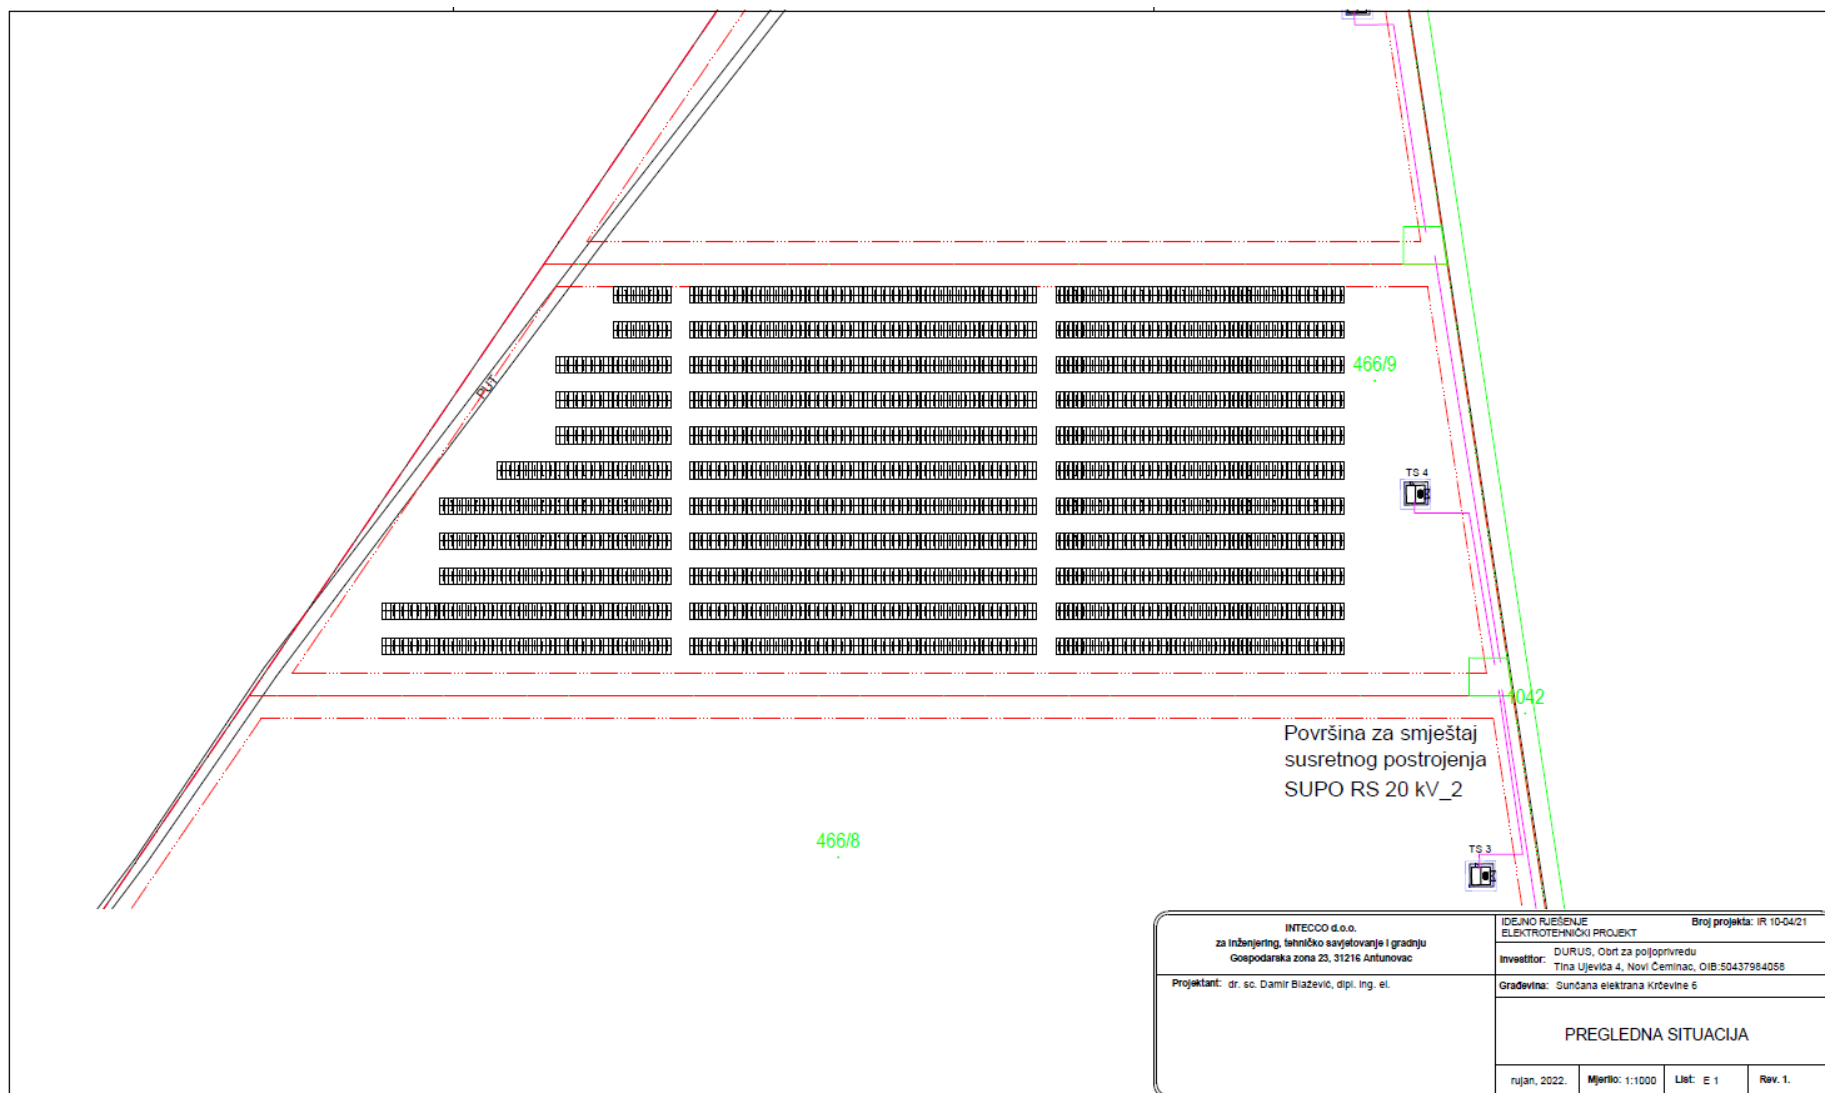 PUT
466/9
TS 4
1042
Površina za smještaj
susretnog postrojenja
SUPO RS 20 kV_2
466/8
TS 3
INTECCO d.o.o.
za inženjering, tehničko savjetovanje i gradnju
Gospodarska zona 23, 31216 Antunovac
Projektant: dr. sc. Damir Blažević, dipl. ing. el.
IDEJNO RJEŠENJE
ELEKTROTEHNIČKI PROJEKT
Broj projekta: IR 10-04/21
Investitor: DURUS, Obrt za poljoprivredu
Tina Ujevića 4, Novi Čeminac, OIB:50437984058
Građevina: Sunčana elektrana Krčevine 6
PREGLEDNA SITUACIJA
rujan, 2022. Mjerilo: 1:1000 List: E 1 Rev. 1.